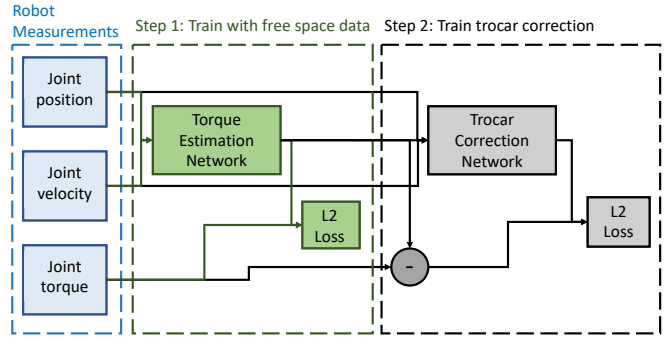 Robot
Measurements
Step 1: Train with free space data
Step 2: Train trocar correction
Joint
position
Torque
Estimation
Network
Trocar
Correction
Network
Joint
velocity
L2
Loss
L2
Loss
Joint
torque
-